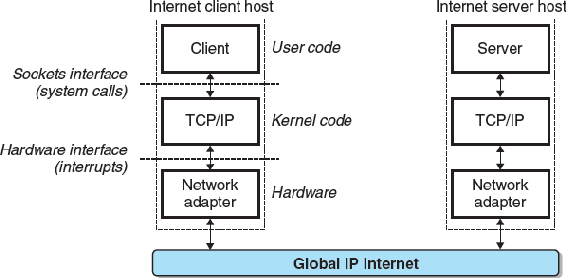 Internet client host
Internet server host
Client
User code
Server
Sockets interface
(system calls)
TCP/IP
Kernel code
TCP/IP
Hardware interface
(interrupts)
Network
adapter
Hardware
Network
adapter
Global IP Internet